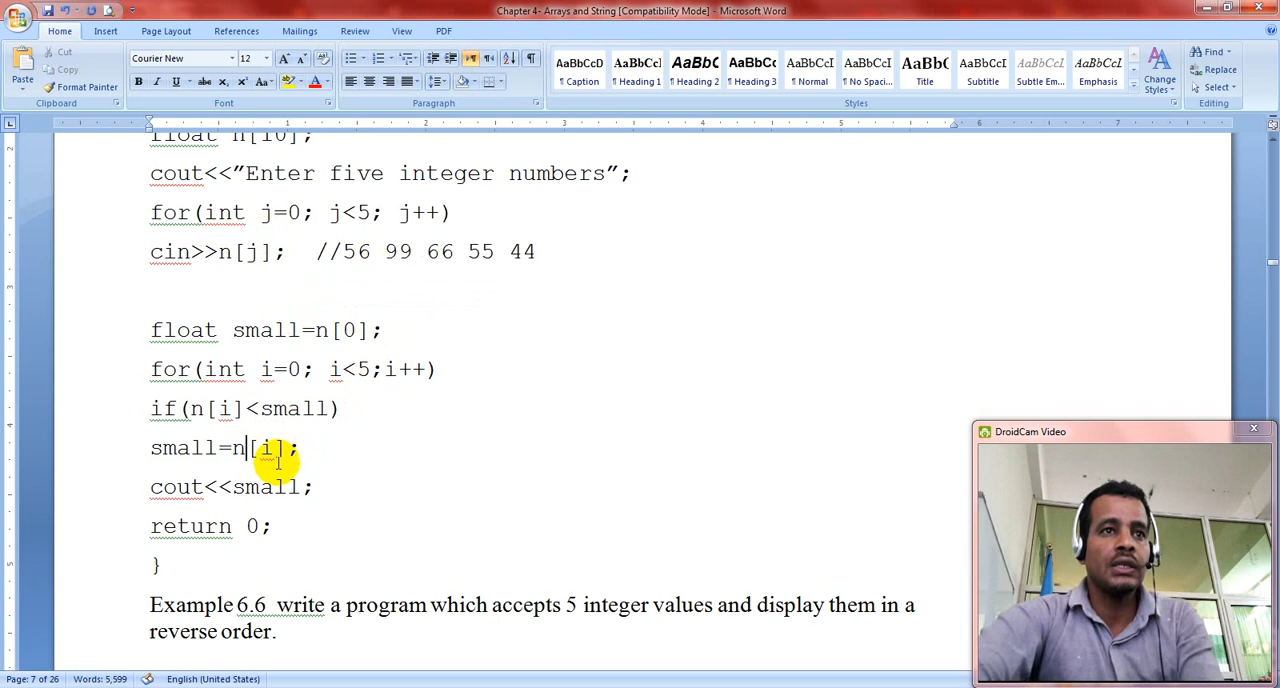 Chapter 4- Arrays and String [Compatibility Mode] - Microsoft Word
Home Insert Page Layout References Mailings Review View PDF
Paste
Cut
Copy
Format Painter
Clipboard
Courier New 12
Font
Paragraph
AaBbCcD AaBbCcl AaBbC AaBbCc AaBbCcI AaBbCcI AaBb( AaBbCcI AaBbCcI AaBbCcI
¶ Caption ¶ Heading 1 ¶ Heading 2 ¶ Heading 3 ¶ Normal ¶ No Spaci... Title Subtitle Subtle Em... Emphasis
Change Styles
Styles
Find
Replace
Select
Editing
float n[10];
cout<<”Enter five integer numbers”;
for(int j=0; j<5; j++)
cin>>n[j]; //56 99 66 55 44
float small=n[0];
for(int i=0; i<5;i++)
if(n[i]<small)
small=n[i];
cout<<small;
return 0;
}
Example 6.6 write a program which accepts 5 integer values and display them in a
reverse order.
DroidCam Video
Page: 7 of 26 Words: 5,599 English (United States)